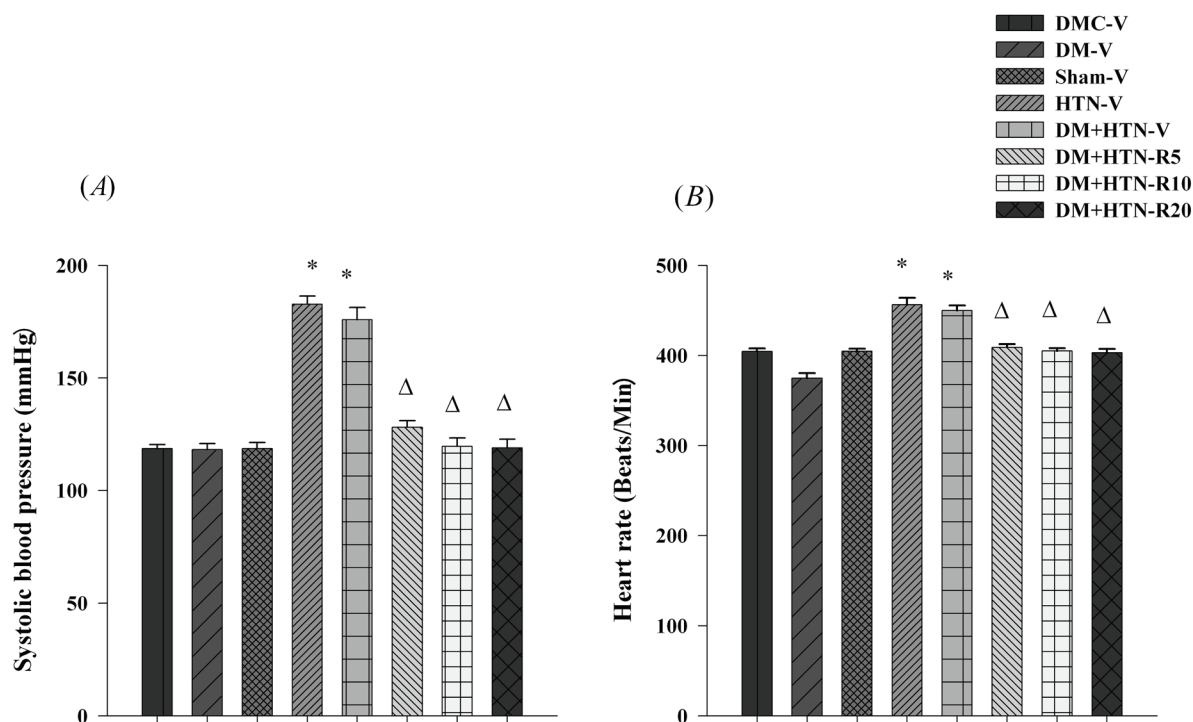 DMC-V
DM-V
Sham-V
HTN-V
DM+HTN-V
DM+HTN-R5
DM+HTN-R10
DM+HTN-R20
(A)
Systolic blood pressure (mmHg)
200
150
100
50
0
* *
Δ Δ Δ
(B)
Heart rate (Beats/Min)
500
400
300
200
100
0
* *
Δ Δ Δ